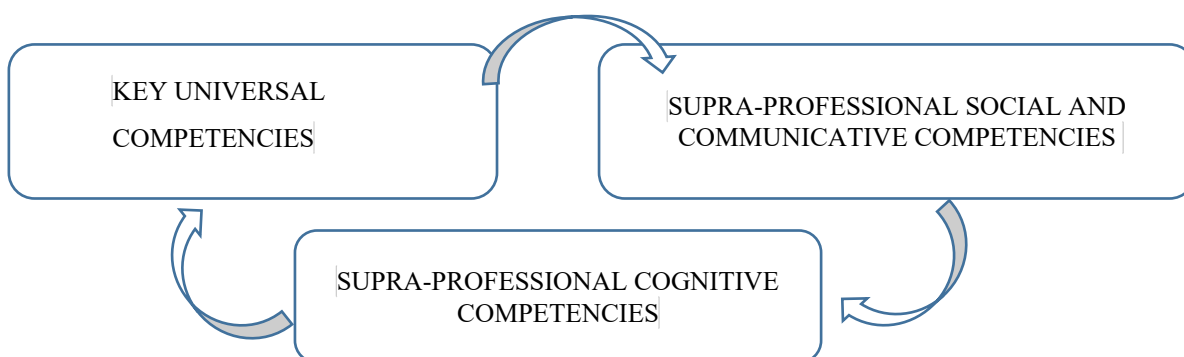 KEY UNIVERSAL
COMPETENCIES
SUPRA-PROFESSIONAL SOCIAL AND
COMMUNICATIVE COMPETENCIES
SUPRA-PROFESSIONAL COGNITIVE
COMPETENCIES